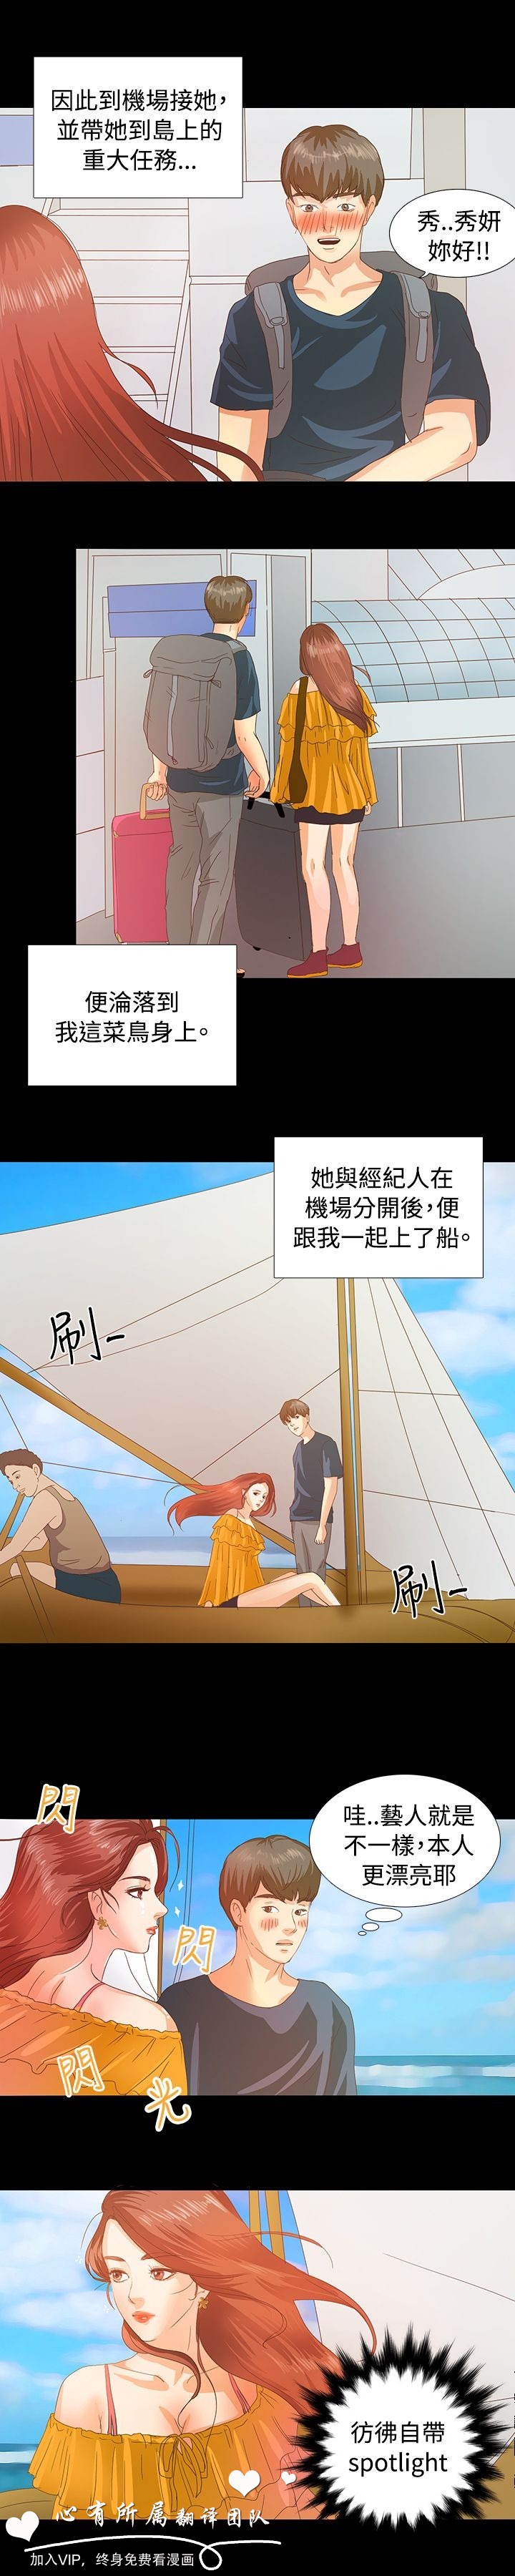 因此到機場接她，
並帶她到島上的
重大任務...
秀..秀妍
妳好!!
便淪落到
我這菜鳥身上。
她與經紀人在
機場分開後，便
跟我一起上了船。
刷-
刷-
閃
哇..藝人就是
不一樣，本人
更漂亮耶
閃
閃
光
彷彿自帶
spotlight
心有所属翻译团队
加入VIP，终身免费看漫画